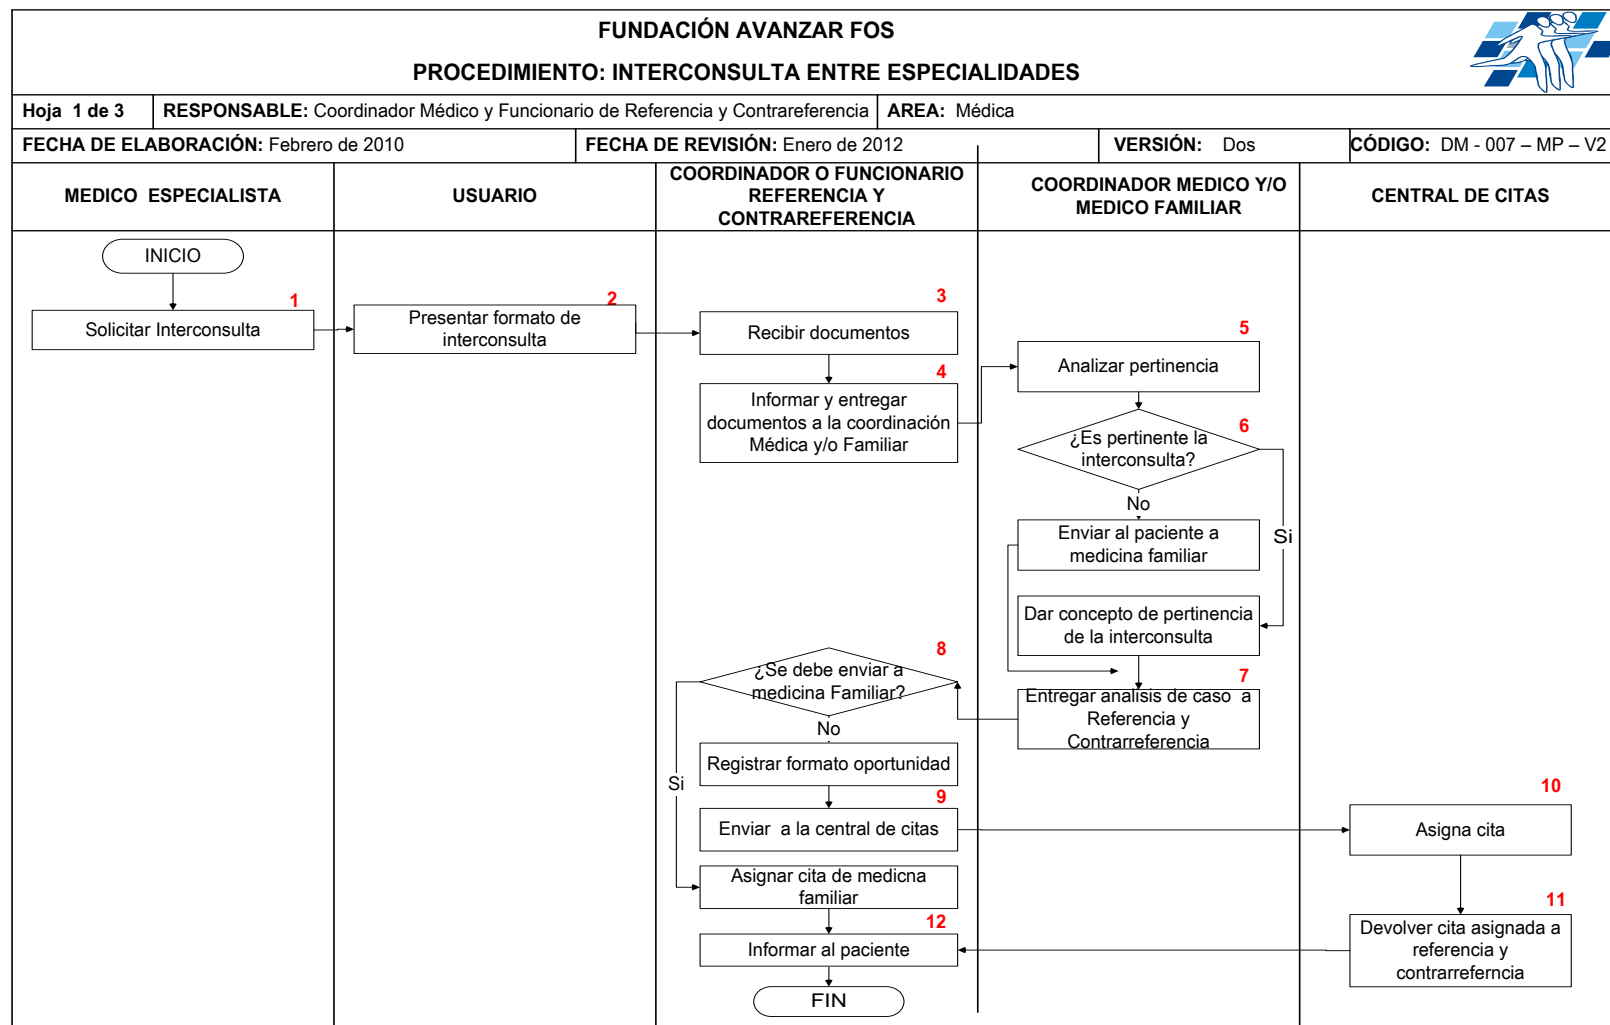 FUNDACIÓN AVANZAR FOS
PROCEDIMIENTO: INTERCONSULTA ENTRE ESPECIALIDADES
Hoja 1 de 3 RESPONSABLE: Coordinador Médico y Funcionario de Referencia y Contrareferencia AREA: Médica
FECHA DE ELABORACIÓN: Febrero de 2010 FECHA DE REVISIÓN: Enero de 2012 VERSIÓN: Dos CÓDIGO: DM - 007 – MP – V2
MEDICO ESPECIALISTA
USUARIO
COORDINADOR O FUNCIONARIO
REFERENCIA Y
CONTRAREFERENCIA
COORDINADOR MEDICO Y/O
MEDICO FAMILIAR
CENTRAL DE CITAS
INICIO
1
Solicitar Interconsulta
2
Presentar formato de
interconsulta
3
Recibir documentos
4
Informar y entregar
documentos a la coordinación
Médica y/o Familiar
5
Analizar pertinencia
6
¿Es pertinente la
interconsulta?
No
Si
Enviar al paciente a
medicina familiar
Dar concepto de pertinencia
de la interconsulta
7
Entregar analisis de caso a
Referencia y
Contrarreferencia
8
¿Se debe enviar a
medicina Familiar?
No
Si
Registrar formato oportunidad
9
Enviar a la central de citas
10
Asigna cita
11
Devolver cita asignada a
referencia y
contrarreferncia
Asignar cita de medicna
familiar
12
Informar al paciente
FIN